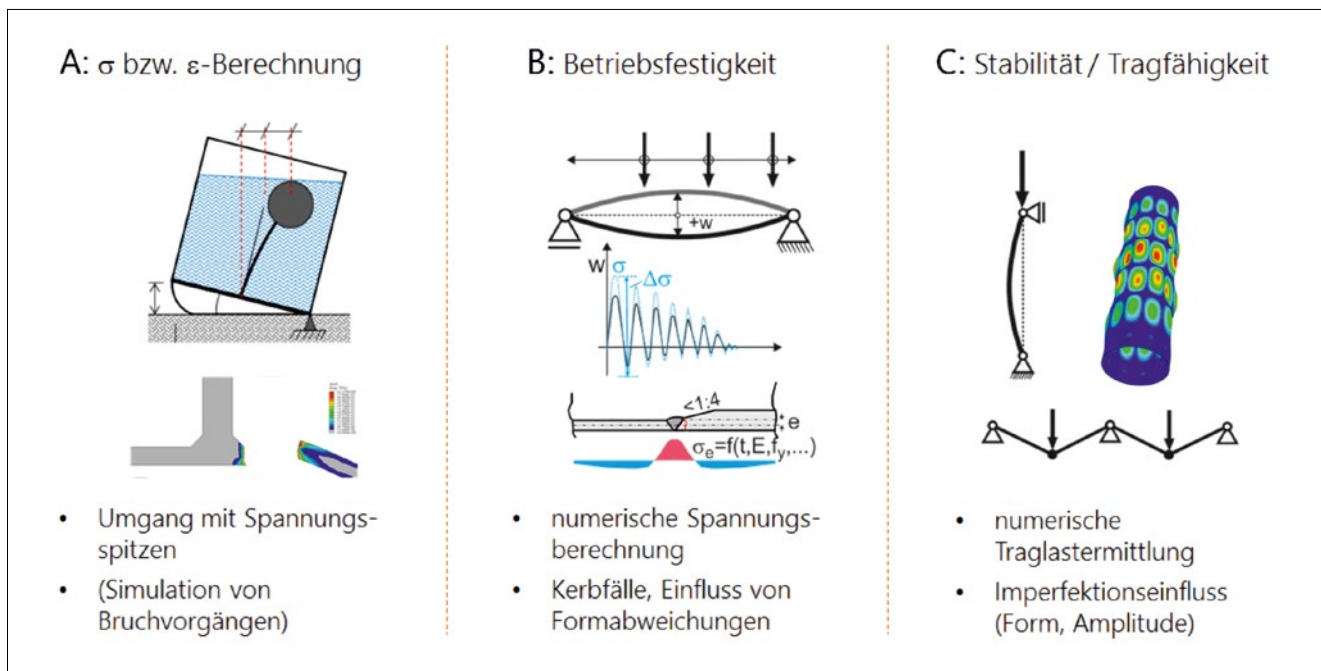 A: σ bzw. ε-Berechnung
• Umgang mit Spannungs-
spitzen
• (Simulation von
Bruchvorgängen)
B: Betriebsfestigkeit
+w
w
σ
Δσ
<1:4
e
σe=f(t,E,fy,...)
• numerische Spannungs-
berechnung
• Kerbfälle, Einfluss von
Formabweichungen
C: Stabilität / Tragfähigkeit
• numerische
Traglastermittlung
• Imperfektionseinfluss
(Form, Amplitude)